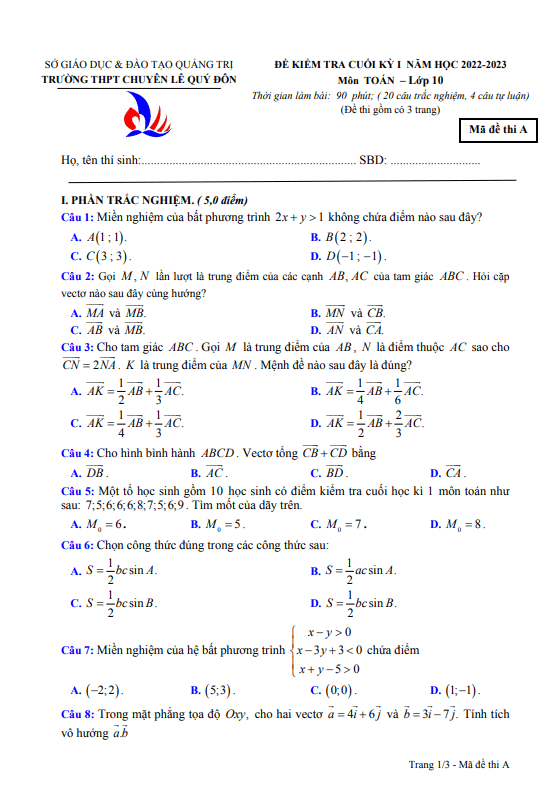 SỞ GIÁO DỤC & ĐÀO TẠO QUẢNG TRỊ
TRƯỜNG THPT CHUYÊN LÊ QUÝ ĐÔN
ĐỀ KIỂM TRA CUỐI KỲ I NĂM HỌC 2022-2023
Môn TOÁN – Lớp 10
Thời gian làm bài: 90 phút; ( 20 câu trắc nghiệm, 4 câu tự luận)
(Đề thi gồm có 3 trang)
Mã đề thi A
Họ, tên thí sinh:................................................................ SBD: ...........................
I. PHẦN TRẮC NGHIỆM. ( 5,0 điểm)
Câu 1: Miền nghiệm của bất phương trình 2x + y > 1 không chứa điểm nào sau đây?
A. A(1 ; 1). B. B(2 ; 2).
C. C(3 ; 3). D. D(−1 ; −1).
Câu 2: Gọi M, N lần lượt là trung điểm của các cạnh AB, AC của tam giác ABC. Hỏi cặp
vectơ nào sau đây cùng hướng?
A. \overrightarrow{MA} và \overrightarrow{MB}. B. \overrightarrow{MN} và \overrightarrow{CB}.
C. \overrightarrow{AB} và \overrightarrow{MB}. D. \overrightarrow{AN} và \overrightarrow{CA}.
Câu 3: Cho tam giác ABC. Gọi M là trung điểm của AB, N là điểm thuộc AC sao cho
\overrightarrow{CN} = 2\overrightarrow{NA}. K là trung điểm của MN. Mệnh đề nào sau đây là đúng?
A. \overrightarrow{AK} = \frac{1}{2}\overrightarrow{AB} + \frac{1}{3}\overrightarrow{AC}. B. \overrightarrow{AK} = \frac{1}{4}\overrightarrow{AB} + \frac{1}{6}\overrightarrow{AC}.
C. \overrightarrow{AK} = \frac{1}{4}\overrightarrow{AB} + \frac{1}{3}\overrightarrow{AC}. D. \overrightarrow{AK} = \frac{1}{2}\overrightarrow{AB} + \frac{2}{3}\overrightarrow{AC}.
Câu 4: Cho hình bình hành ABCD. Vectơ tổng \overrightarrow{CB} + \overrightarrow{CD} bằng
A. \overrightarrow{DB}. B. \overrightarrow{AC}. C. \overrightarrow{BD}. D. \overrightarrow{CA}.
Câu 5: Một tổ học sinh gồm 10 học sinh có điểm kiểm tra cuối học kì 1 môn toán như
sau: 7;5;6;6;6;8;7;5;6;9. Tìm mốt của dãy trên.
A. M₀ = 6. B. M₀ = 5. C. M₀ = 7. D. M₀ = 8.
Câu 6: Chọn công thức đúng trong các công thức sau:
A. S = \frac{1}{2}bc sin A. B. S = \frac{1}{2}ac sin A.
C. S = \frac{1}{2}bc sin B. D. S = \frac{1}{2}bc sin B.
Câu 7: Miền nghiệm của hệ bất phương trình \begin{cases} x − y > 0 \\ x − 3y + 3 < 0 \\ x + y − 5 > 0 \end{cases} chứa điểm
A. (−2;2). B. (5;3). C. (0;0). D. (1;−1).
Câu 8: Trong mặt phẳng tọa độ Oxy, cho hai vectơ \vec{a} = 4\vec{i} + 6\vec{j} và \vec{b} = 3\vec{i} − 7\vec{j}. Tính tích
vô hướng \vec{a}.\vec{b}
Trang 1/3 - Mã đề thi A